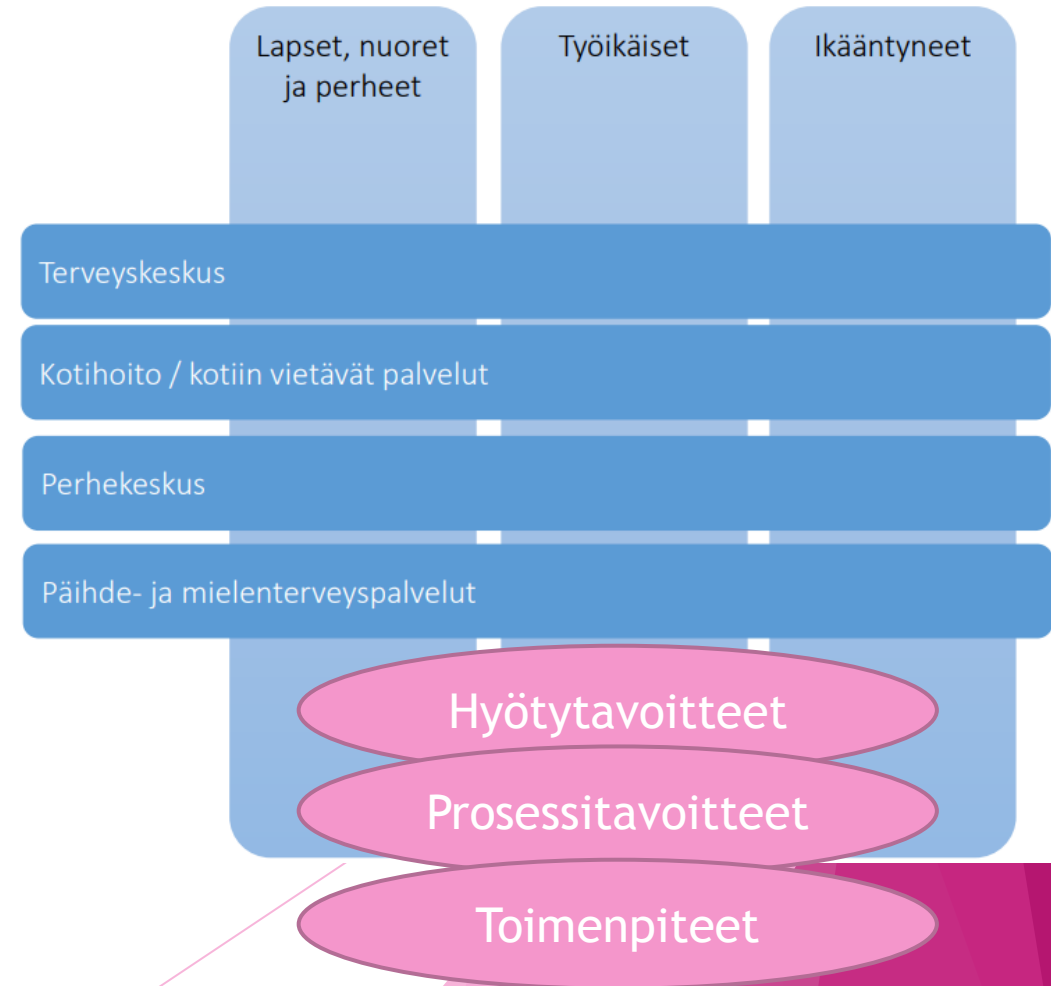 Lapset, nuoret
ja perheet
Työikäiset
Ikääntyneet
Terveyskeskus
Kotihoito / kotiin vietävät palvelut
Perhekeskus
Päihde- ja mielenterveyspalvelut
Hyötytavoitteet
Prosessitavoitteet
Toimenpiteet